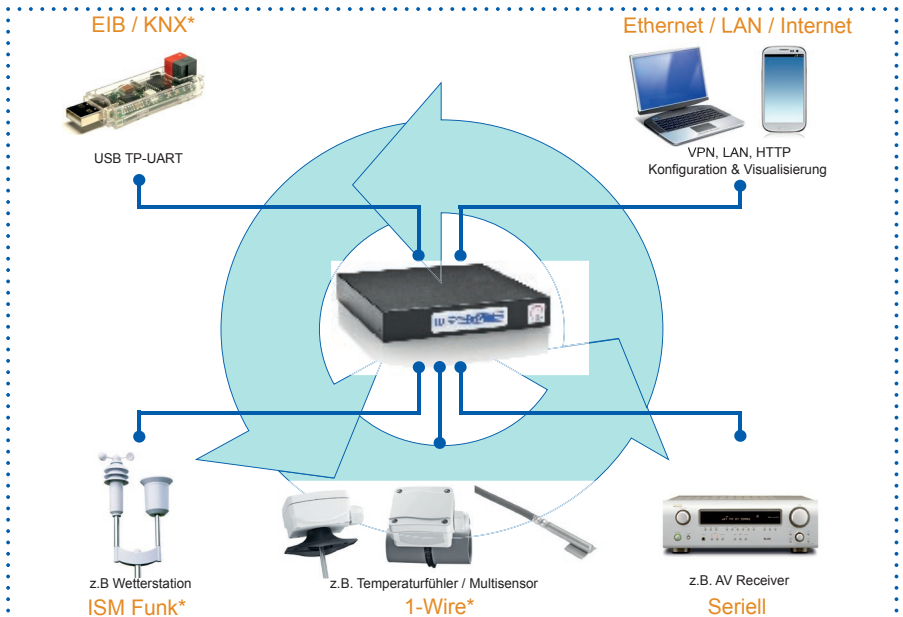 EIB / KNX*
Ethernet / LAN / Internet
USB TP-UART
VPN, LAN, HTTP
Konfiguration & Visualisierung
z.B Wetterstation
z.B. Temperaturfühler / Multisensor
z.B. AV Receiver
ISM Funk*
1-Wire*
Seriell